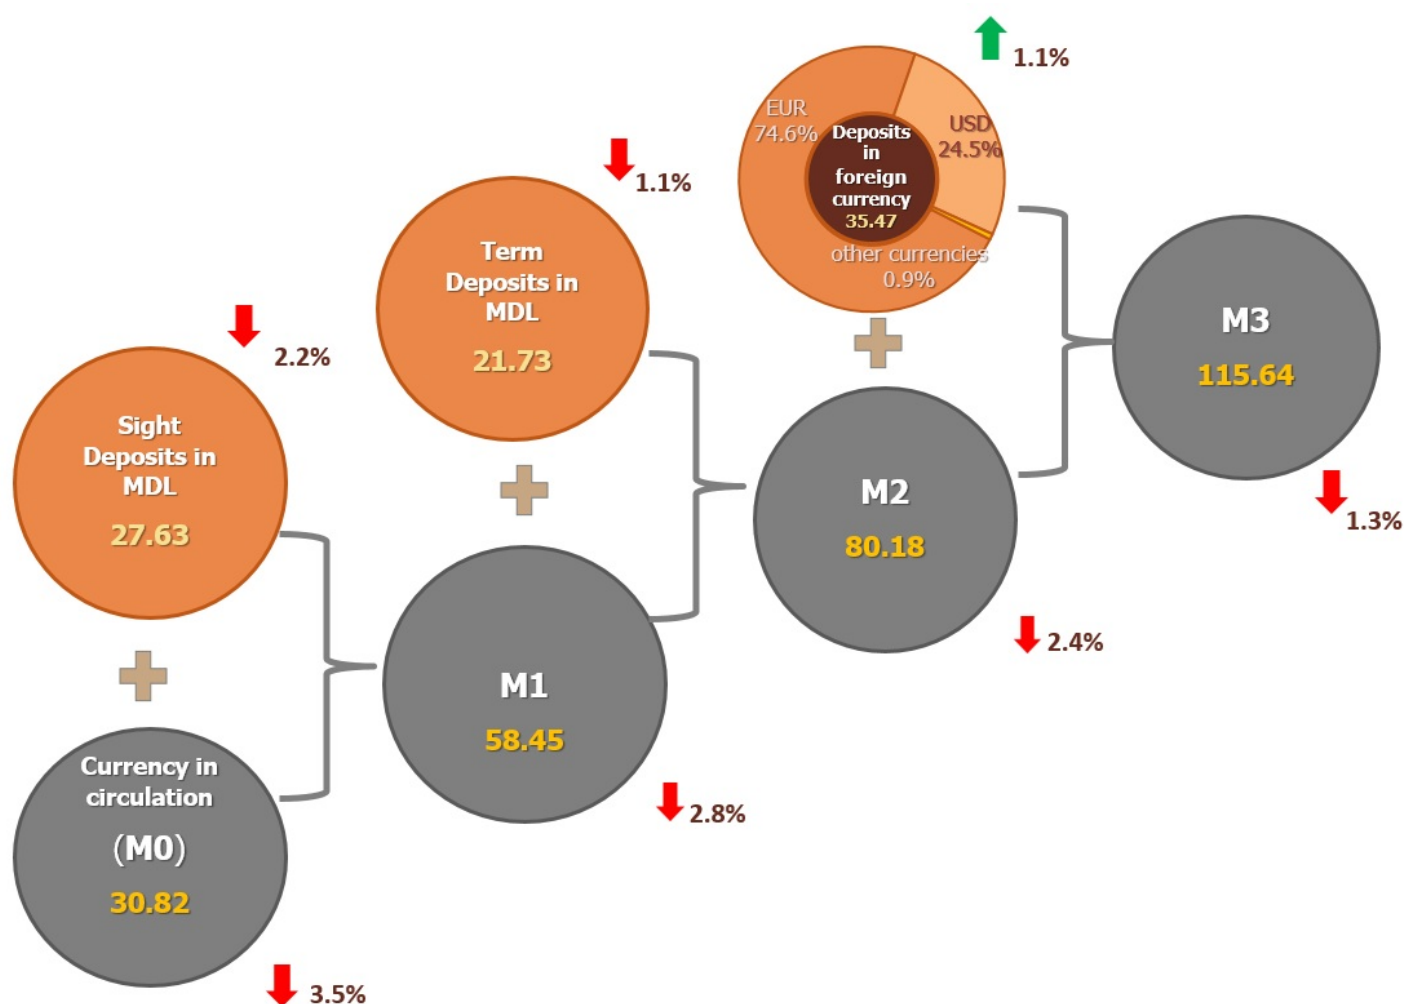 1.1%
EUR
74.6%
USD
24.5%
Deposits
in
foreign
currency
35.47
other currencies
0.9%
1.1%
Term
Deposits in
MDL
21.73
2.2%
Sight
Deposits in
MDL
27.63
M3
115.64
1.3%
M2
80.18
2.4%
M1
58.45
2.8%
Currency in
circulation
(M0)
30.82
3.5%